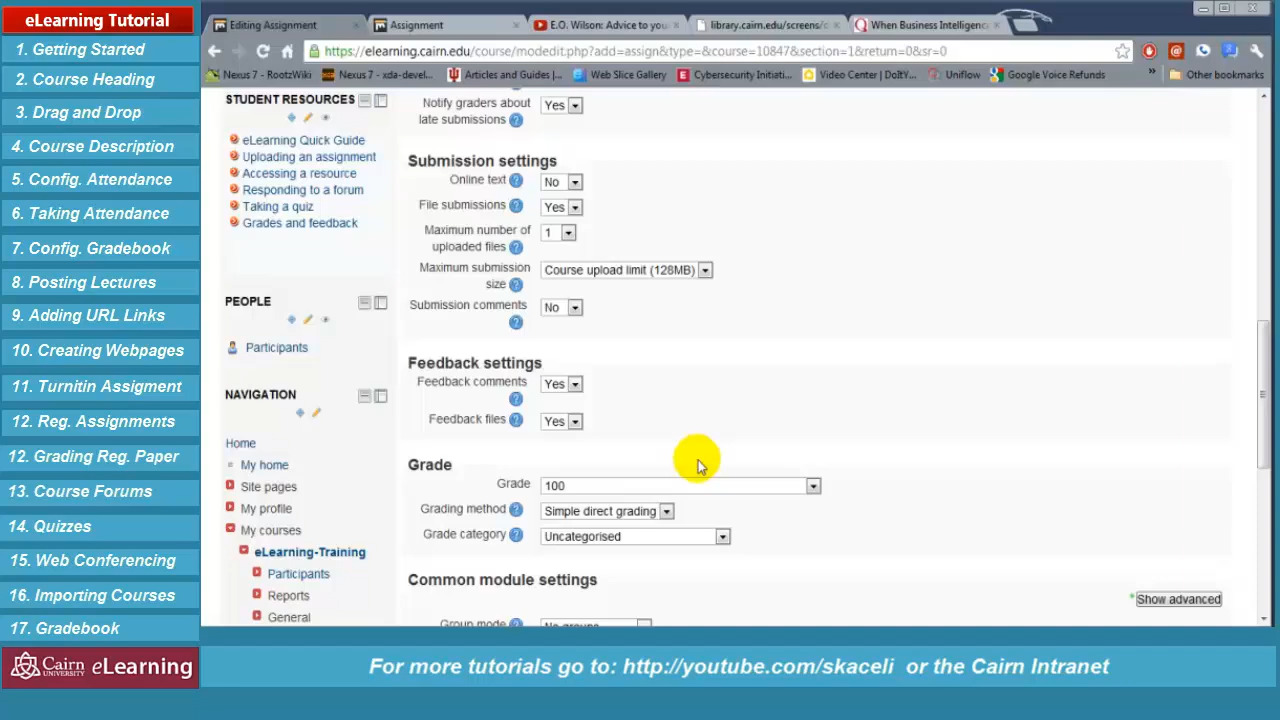 eLearning Tutorial
1. Getting Started
2. Course Heading
3. Drag and Drop
4. Course Description
5. Config. Attendance
6. Taking Attendance
7. Config. Gradebook
8. Posting Lectures
9. Adding URL Links
10. Creating Webpages
11. Turnitin Assigment
12. Reg. Assignments
12. Grading Reg. Paper
13. Course Forums
14. Quizzes
15. Web Conferencing
16. Importing Courses
17. Gradebook
Cairn UNIVERSITY eLearning
Editing Assignment
Assignment
E.O. Wilson: Advice to you
library.cairn.edu/screens/
When Business Intelligenc
https://elearning.cairn.edu/course/modedit.php?add=assign&type=&course=10847&section=1&return=0&sr=0
Nexus 7 - RootzWiki
Nexus 7 - xda-devel...
Articles and Guides |...
Web Slice Gallery
Cybersecurity Initiati...
Video Center | DoItY...
Uniflow
Google Voice Refunds
»
Other bookmarks
STUDENT RESOURCES
eLearning Quick Guide
Uploading an assignment
Accessing a resource
Responding to a forum
Taking a quiz
Grades and feedback
PEOPLE
Participants
NAVIGATION
Home
My home
Site pages
My profile
My courses
eLearning-Training
Participants
Reports
General
Notify graders about
late submissions
Yes
Submission settings
Online text
No
File submissions
Yes
Maximum number of
uploaded files
1
Maximum submission
size
Course upload limit (128MB)
Submission comments
No
Feedback settings
Feedback comments
Yes
Feedback files
Yes
Grade
Grade
100
Grading method
Simple direct grading
Grade category
Uncategorised
Common module settings
* Show advanced
Group mode
No groups
For more tutorials go to: http://youtube.com/skaceli or the Cairn Intranet